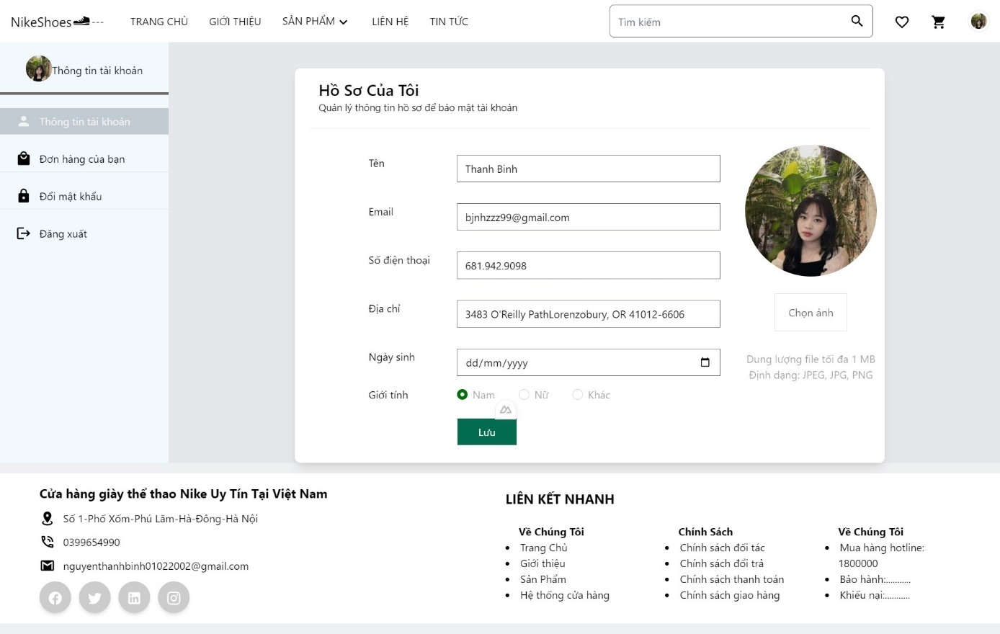 NikeShoes---
TRANG CHỦ
GIỚI THIỆU
SẢN PHẨM
LIÊN HỆ
TIN TỨC
Tìm kiếm
Thông tin tài khoản
Thông tin tài khoản
Đơn hàng của bạn
Đổi mật khẩu
Đăng xuất
Hồ Sơ Của Tôi
Quản lý thông tin hồ sơ để bảo mật tài khoản
Tên
Thanh Binh
Email
bjnhzzz99@gmail.com
Số điện thoại
681.942.9098
Địa chỉ
3483 O'Reilly PathLorenzobury, OR 41012-6606
Ngày sinh
dd/mm/yyyy
Giới tính
Nam
Nữ
Khác
Lưu
Chọn ảnh
Dung lượng file tối đa 1 MB
Định dạng: JPEG, JPG, PNG
Cửa hàng giày thể thao Nike Uy Tín Tại Việt Nam
Số 1-Phố Xốm-Phú Lãm-Hà-Đông-Hà Nội
0399654990
nguyenthanhbinh01022002@gmail.com
LIÊN KẾT NHANH
Về Chúng Tôi
Trang Chủ
Giới thiệu
Sản Phẩm
Hệ thống cửa hàng
Chính Sách
Chính sách đối tác
Chính sách đổi trả
Chính sách thanh toán
Chính sách giao hàng
Về Chúng Tôi
Mua hàng hotline:
1800000
Bảo hành:...........
Khiếu nại:...........